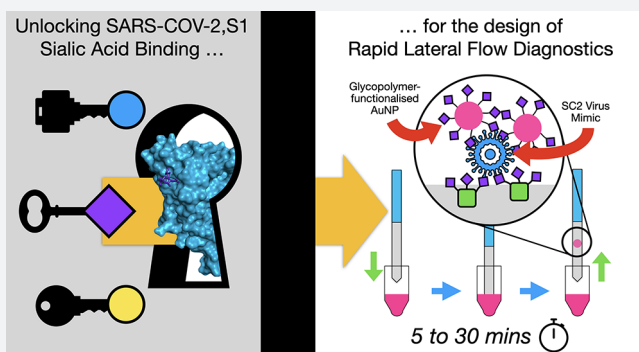 Unlocking SARS-COV-2,S1
Sialic Acid Binding ...
... for the design of
Rapid Lateral Flow Diagnostics
Glycopolymer-
functionalised
AuNP
SC2 Virus
Mimic
5 to 30 mins